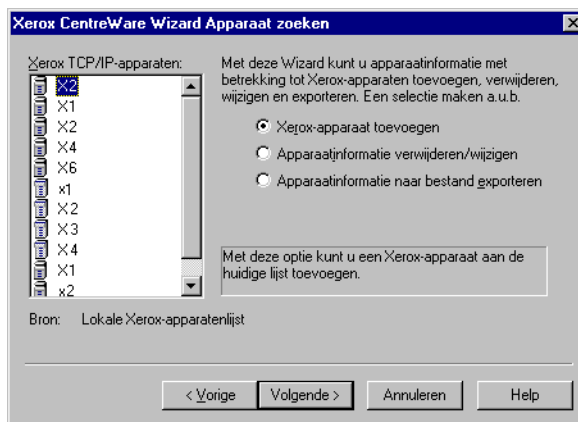 Xerox CentreWare Wizard Apparaat zoeken
Xerox TCP/IP-apparaten:
X2
X1
X2
X4
X6
x1
X2
X3
X4
X1
x2
Bron: Lokale Xerox-apparatenlijst
Met deze Wizard kunt u apparaatinformatie met
betrekking tot Xerox-apparaten toevoegen, verwijderen,
wijzigen en exporteren. Een selectie maken a.u.b.
Xerox-apparaat toevoegen
Apparaatinformatie verwijderen/wijzigen
Apparaatinformatie naar bestand exporteren
Met deze optie kunt u een Xerox-apparaat aan de
huidige lijst toevoegen.
< Vorige
Volgende >
Annuleren
Help